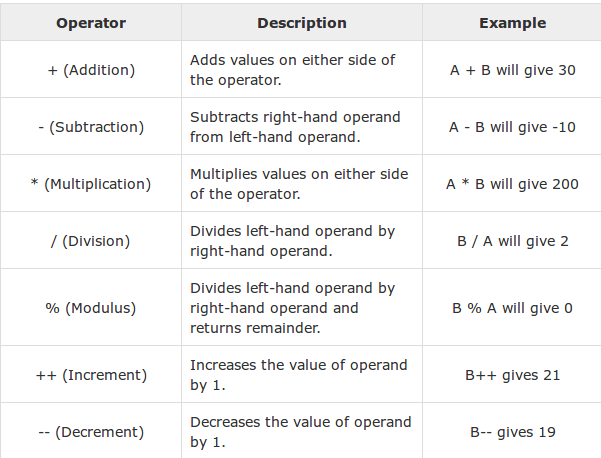 Operator Description Example
+ (Addition) Adds values on either side of
the operator. A + B will give 30
- (Subtraction) Subtracts right-hand operand
from left-hand operand. A - B will give -10
* (Multiplication) Multiplies values on either side
of the operator. A * B will give 200
/ (Division) Divides left-hand operand by
right-hand operand. B / A will give 2
% (Modulus) Divides left-hand operand by
right-hand operand and
returns remainder. B % A will give 0
++ (Increment) Increases the value of operand
by 1. B++ gives 21
-- (Decrement) Decreases the value of operand
by 1. B-- gives 19